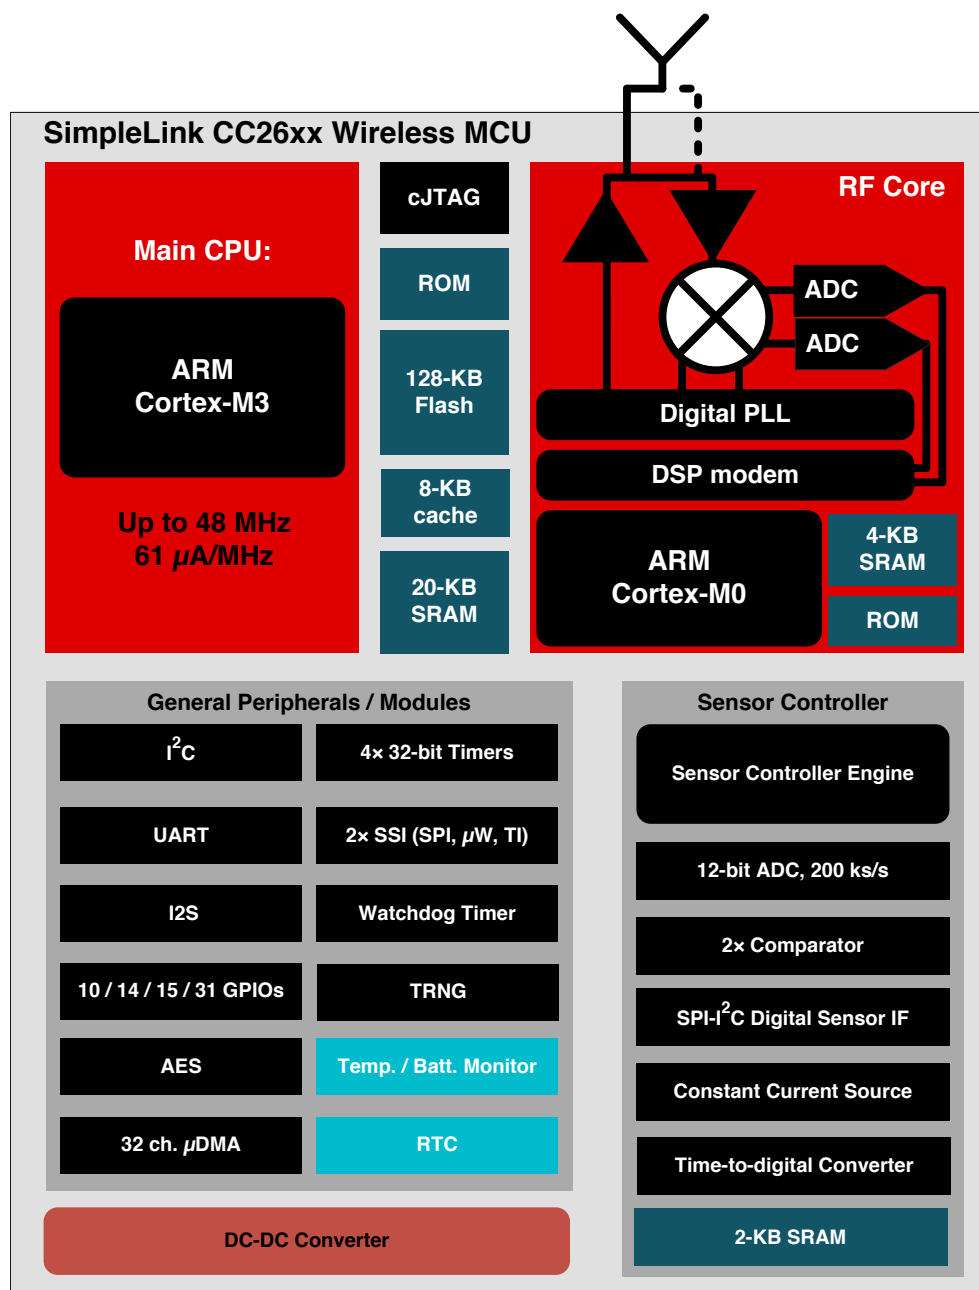 SimpleLink CC26xx Wireless MCU
Main CPU:
ARM
Cortex-M3
Up to 48 MHz
61 µA/MHz
cJTAG
ROM
128-KB
Flash
8-KB
cache
20-KB
SRAM
RF Core
ADC
ADC
Digital PLL
DSP modem
ARM
Cortex-M0
4-KB
SRAM
ROM
General Peripherals / Modules
I²C
4× 32-bit Timers
UART
2× SSI (SPI, µW, TI)
I2S
Watchdog Timer
10 / 14 / 15 / 31 GPIOs
TRNG
AES
Temp. / Batt. Monitor
32 ch. µDMA
RTC
DC-DC Converter
Sensor Controller
Sensor Controller Engine
12-bit ADC, 200 ks/s
2× Comparator
SPI-I²C Digital Sensor IF
Constant Current Source
Time-to-digital Converter
2-KB SRAM